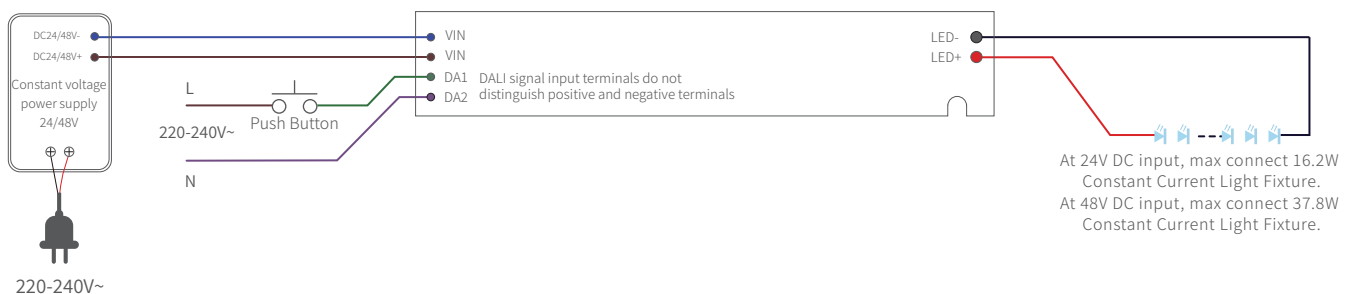 DC24/48V-
DC24/48V+
Constant voltage
power supply
24/48V
220-240V~
L
220-240V~
Push Button
N
VIN
VIN
DA1
DA2
DALI signal input terminals do not
distinguish positive and negative terminals
LED-
LED+
At 24V DC input, max connect 16.2W
Constant Current Light Fixture.
At 48V DC input, max connect 37.8W
Constant Current Light Fixture.